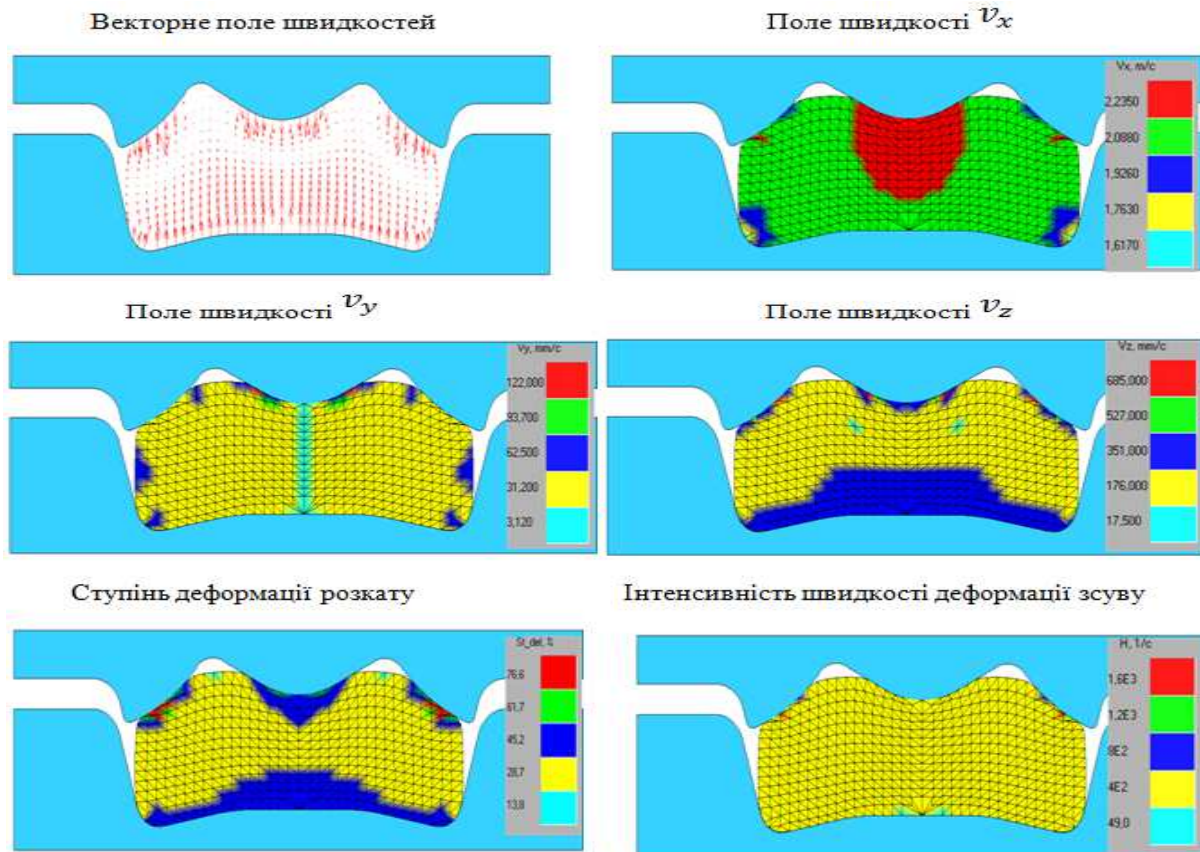 Векторне поле швидкостей
Поле швидкості v_x
Vx, m/c
2,2350
2,0880
1,9260
1,7630
1,6170
Поле швидкості v_y
Vy, mm/c
122,000
93,700
62,500
31,200
3,120
Поле швидкості v_z
Vz, mm/c
685,000
527,000
351,000
176,000
17,500
Ступінь деформації розкату
St_def, %
76,6
61,7
45,2
28,7
13,8
Інтенсивність швидкості деформації зсуву
H, 1/c
1,6E3
1,2E3
8E2
4E2
49,0